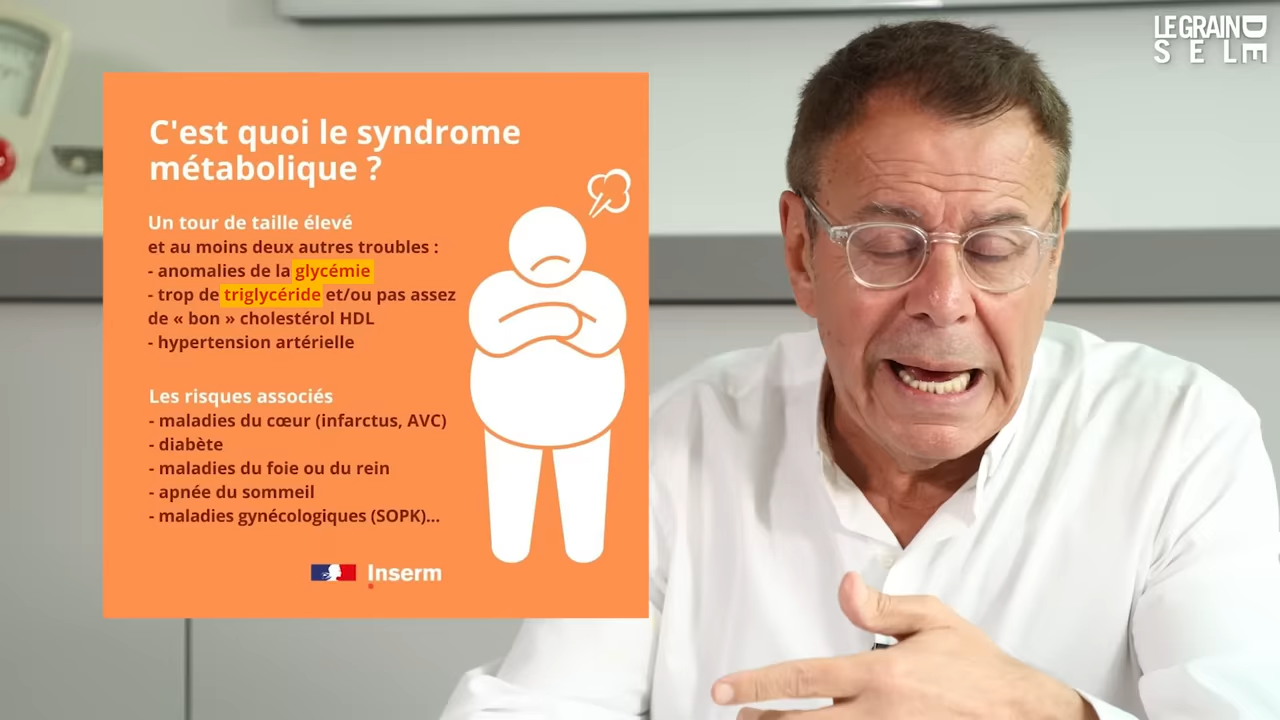 C'est quoi le syndrome
métabolique ?
Un tour de taille élevé
et au moins deux autres troubles :
- anomalies de la glycémie
- trop de triglycéride et/ou pas assez
de « bon » cholestérol HDL
- hypertension artérielle
Les risques associés
- maladies du cœur (infarctus, AVC)
- diabète
- maladies du foie ou du rein
- apnée du sommeil
- maladies gynécologiques (SOPK)...
Inserm
LE GRAIN DE
SEL